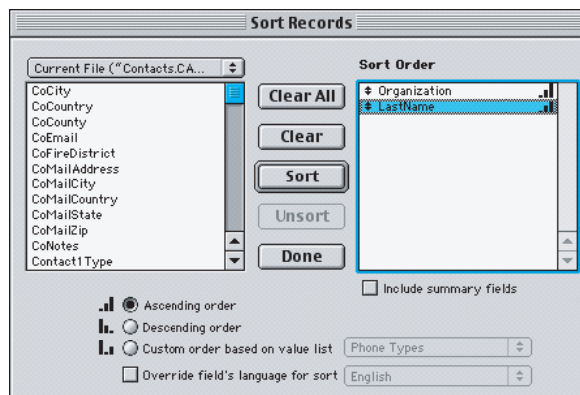 Sort Records
Current File ("Contacts.CA...
CoCity
CoCountry
CoCounty
CoEmail
CoFireDistrict
CoMailAddress
CoMailCity
CoMailCountry
CoMailState
CoMailZip
CoNotes
Contact1Type
Clear All
Clear
Sort
Unsort
Done
Sort Order
Organization
LastName
Include summary fields
Ascending order
Descending order
Custom order based on value list
Phone Types
Override field's language for sort
English